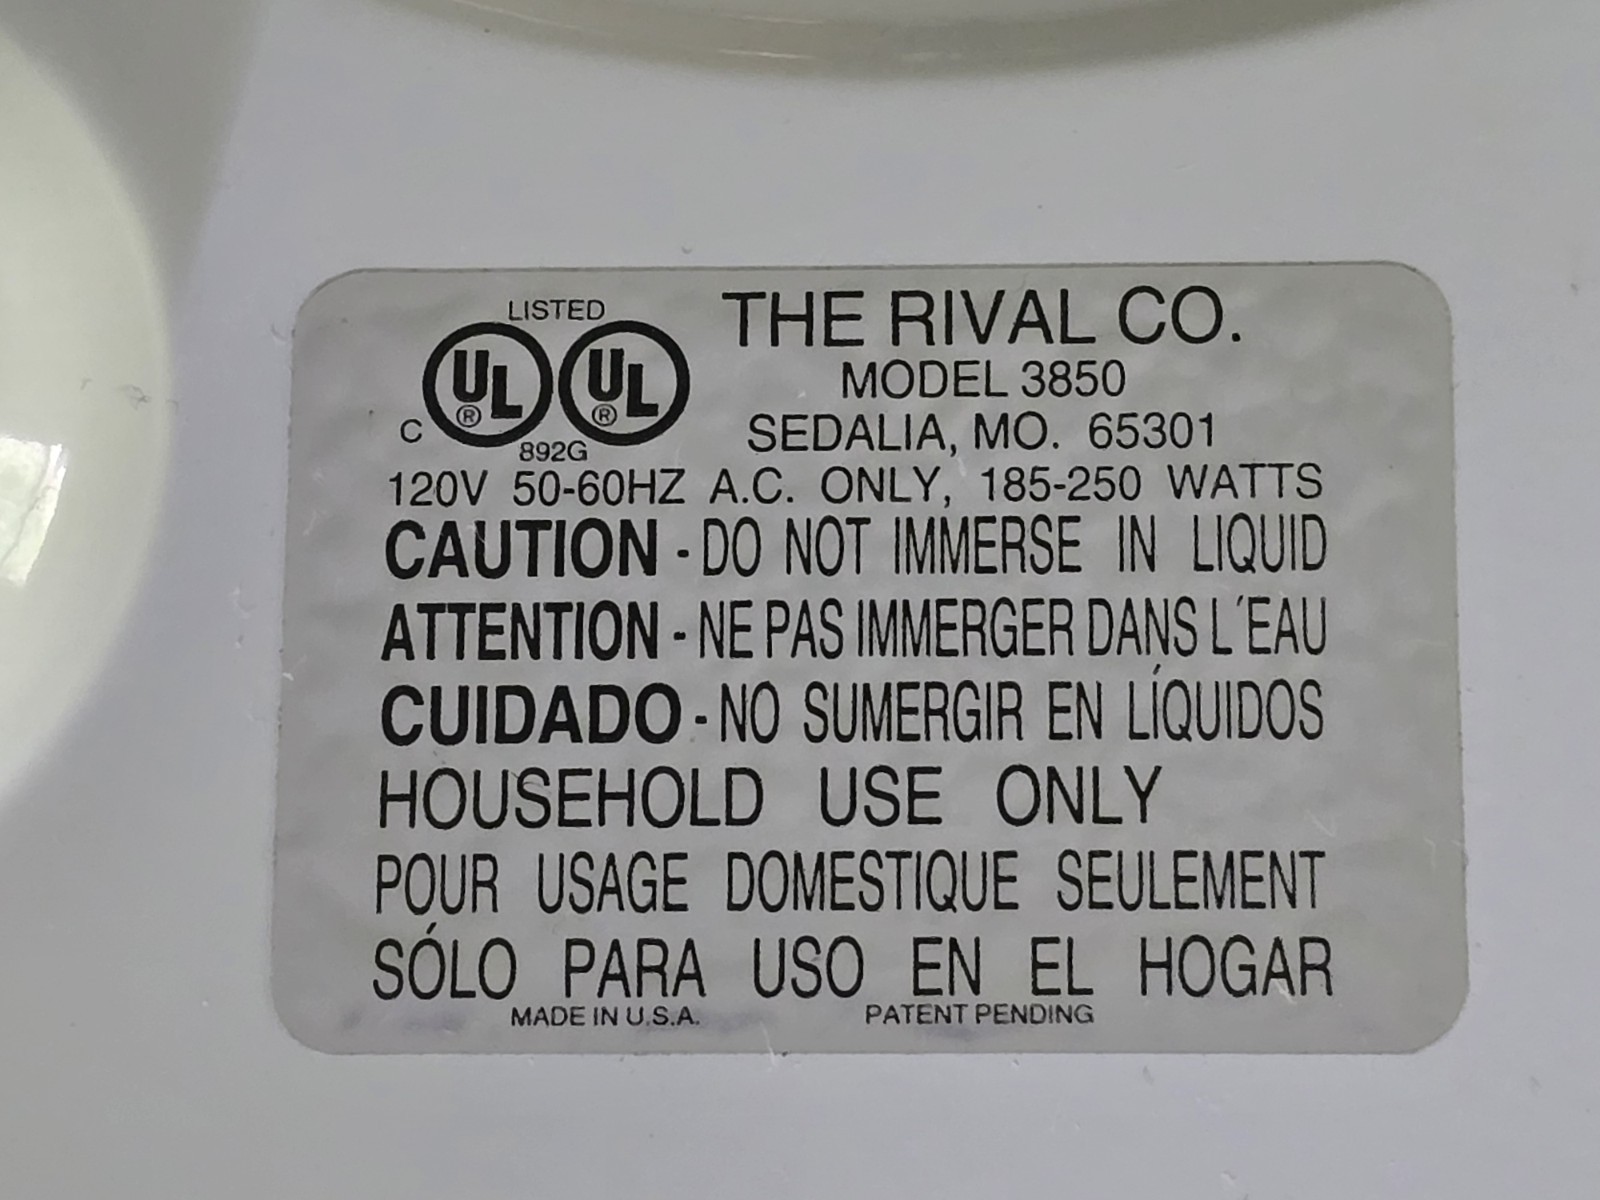 LISTED
THE RIVAL CO.
UL® UL®
MODEL 3850
C
892G
SEDALIA, MO. 65301
120V 50-60HZ A.C. ONLY, 185-250 WATTS
CAUTION - DO NOT IMMERSE IN LIQUID
ATTENTION - NE PAS IMMERGER DANS L´EAU
CUIDADO - NO SUMERGIR EN LÍQUIDOS
HOUSEHOLD USE ONLY
POUR USAGE DOMESTIQUE SEULEMENT
SÓLO PARA USO EN EL HOGAR
MADE IN U.S.A. PATENT PENDING